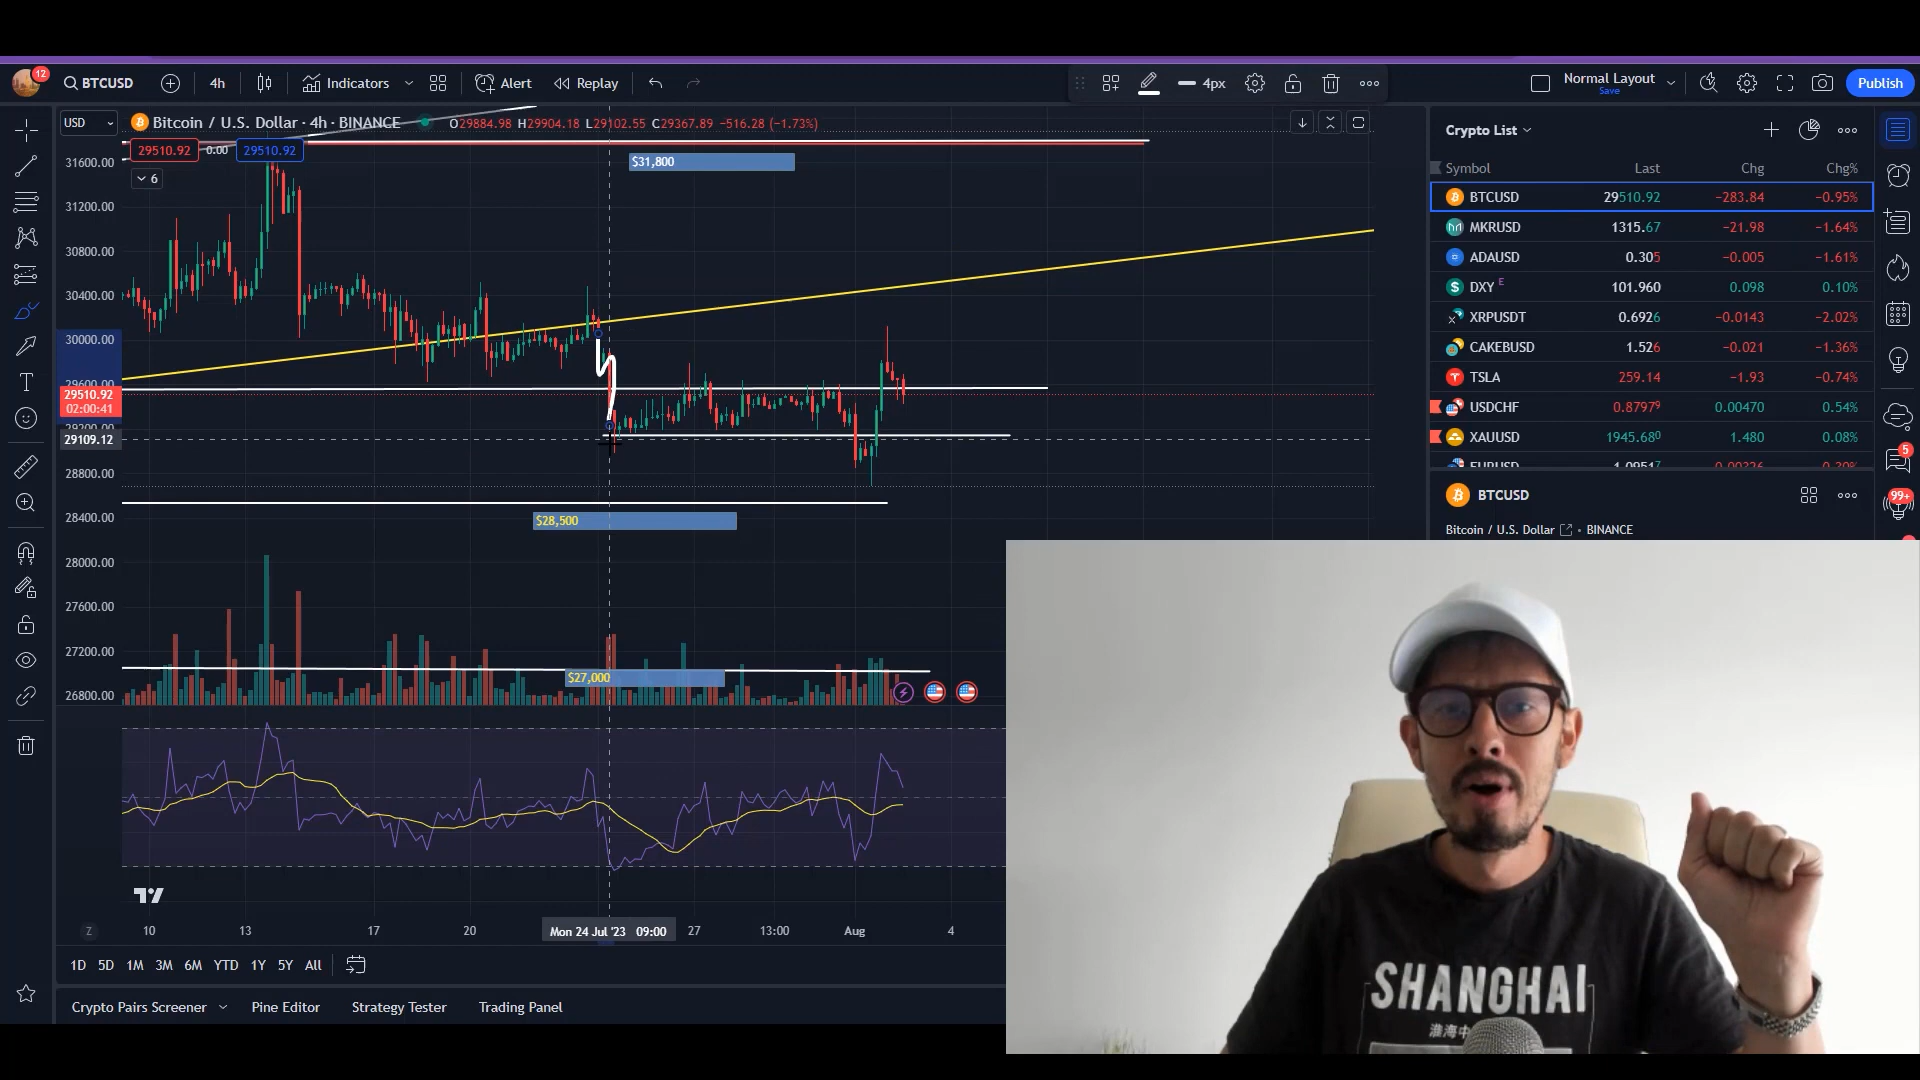 12
BTCUSD
4h
Indicators
Alert
Replay
4px
Normal Layout
Save
Publish
USD
Bitcoin / U.S. Dollar · 4h · BINANCE
O29884.98 H29904.18 L29102.55 C29367.89 −516.28 (−1.73%)
29510.92
0.00
29510.92
6
31600.00
31200.00
30800.00
30400.00
30000.00
29600.00
29510.92
02:00:41
29200.00
29109.12
28800.00
28400.00
28000.00
27600.00
27200.00
26800.00
$31,800
$28,500
$27,000
10
13
17
20
Mon 24 Jul '23 09:00
27
13:00
Aug
4
Z
1D
5D
1M
3M
6M
YTD
1Y
5Y
All
Crypto Pairs Screener
Pine Editor
Strategy Tester
Trading Panel
Crypto List
Symbol Last Chg Chg%
BTCUSD 29510.92 −283.84 −0.95%
MKRUSD 1315.67 −21.98 −1.64%
ADAUSD 0.305 −0.005 −1.61%
DXY E 101.960 0.098 0.10%
XRPUSDT 0.6926 −0.0143 −2.02%
CAKEBUSD 1.526 −0.021 −1.36%
TSLA 259.14 −1.93 −0.74%
USDCHF 0.87979 0.00470 0.54%
XAUUSD 1945.680 1.480 0.08%
BTCUSD
Bitcoin / U.S. Dollar · BINANCE
5
99+
SHANGHAI